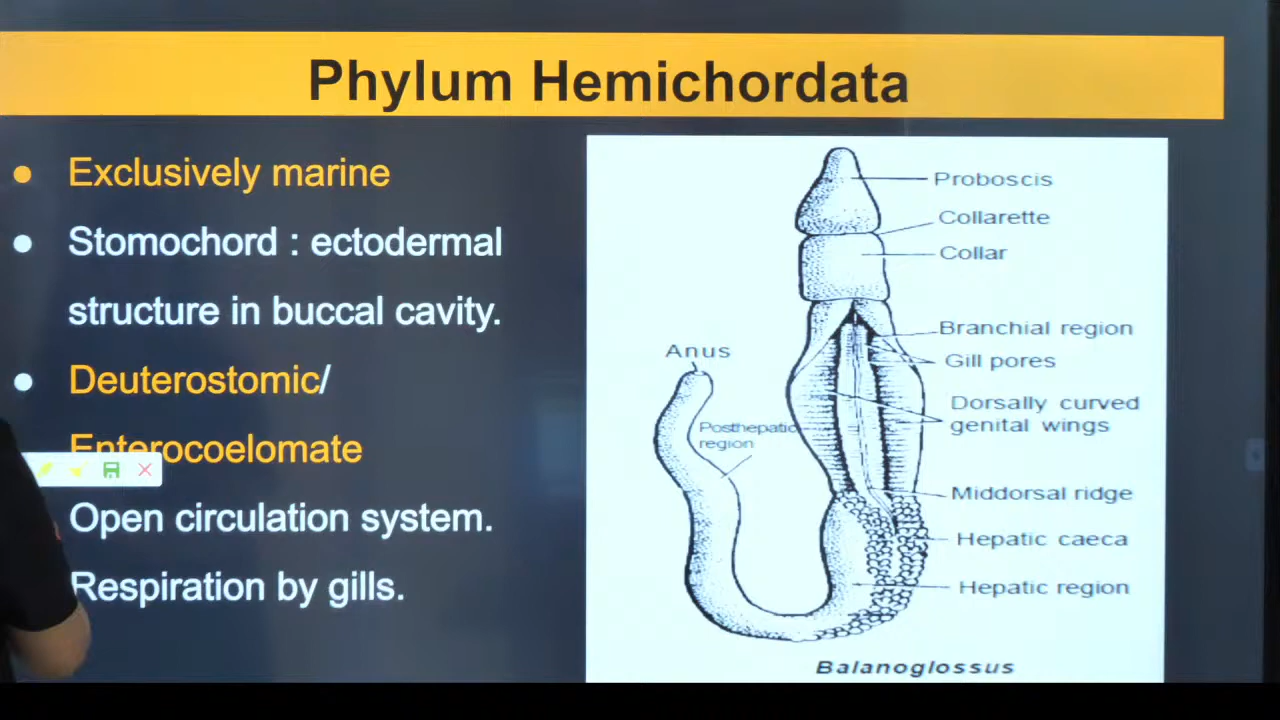 Phylum Hemichordata
Exclusively marine
Stomochord : ectodermal
structure in buccal cavity.
Deuterostomic/
Enterocoelomate
Open circulation system.
Respiration by gills.
Proboscis
Collarette
Collar
Branchial region
Gill pores
Anus
Dorsally curved
genital wings
Posthepatic
region
Middorsal ridge
Hepatic caeca
Hepatic region
Balanoglossus